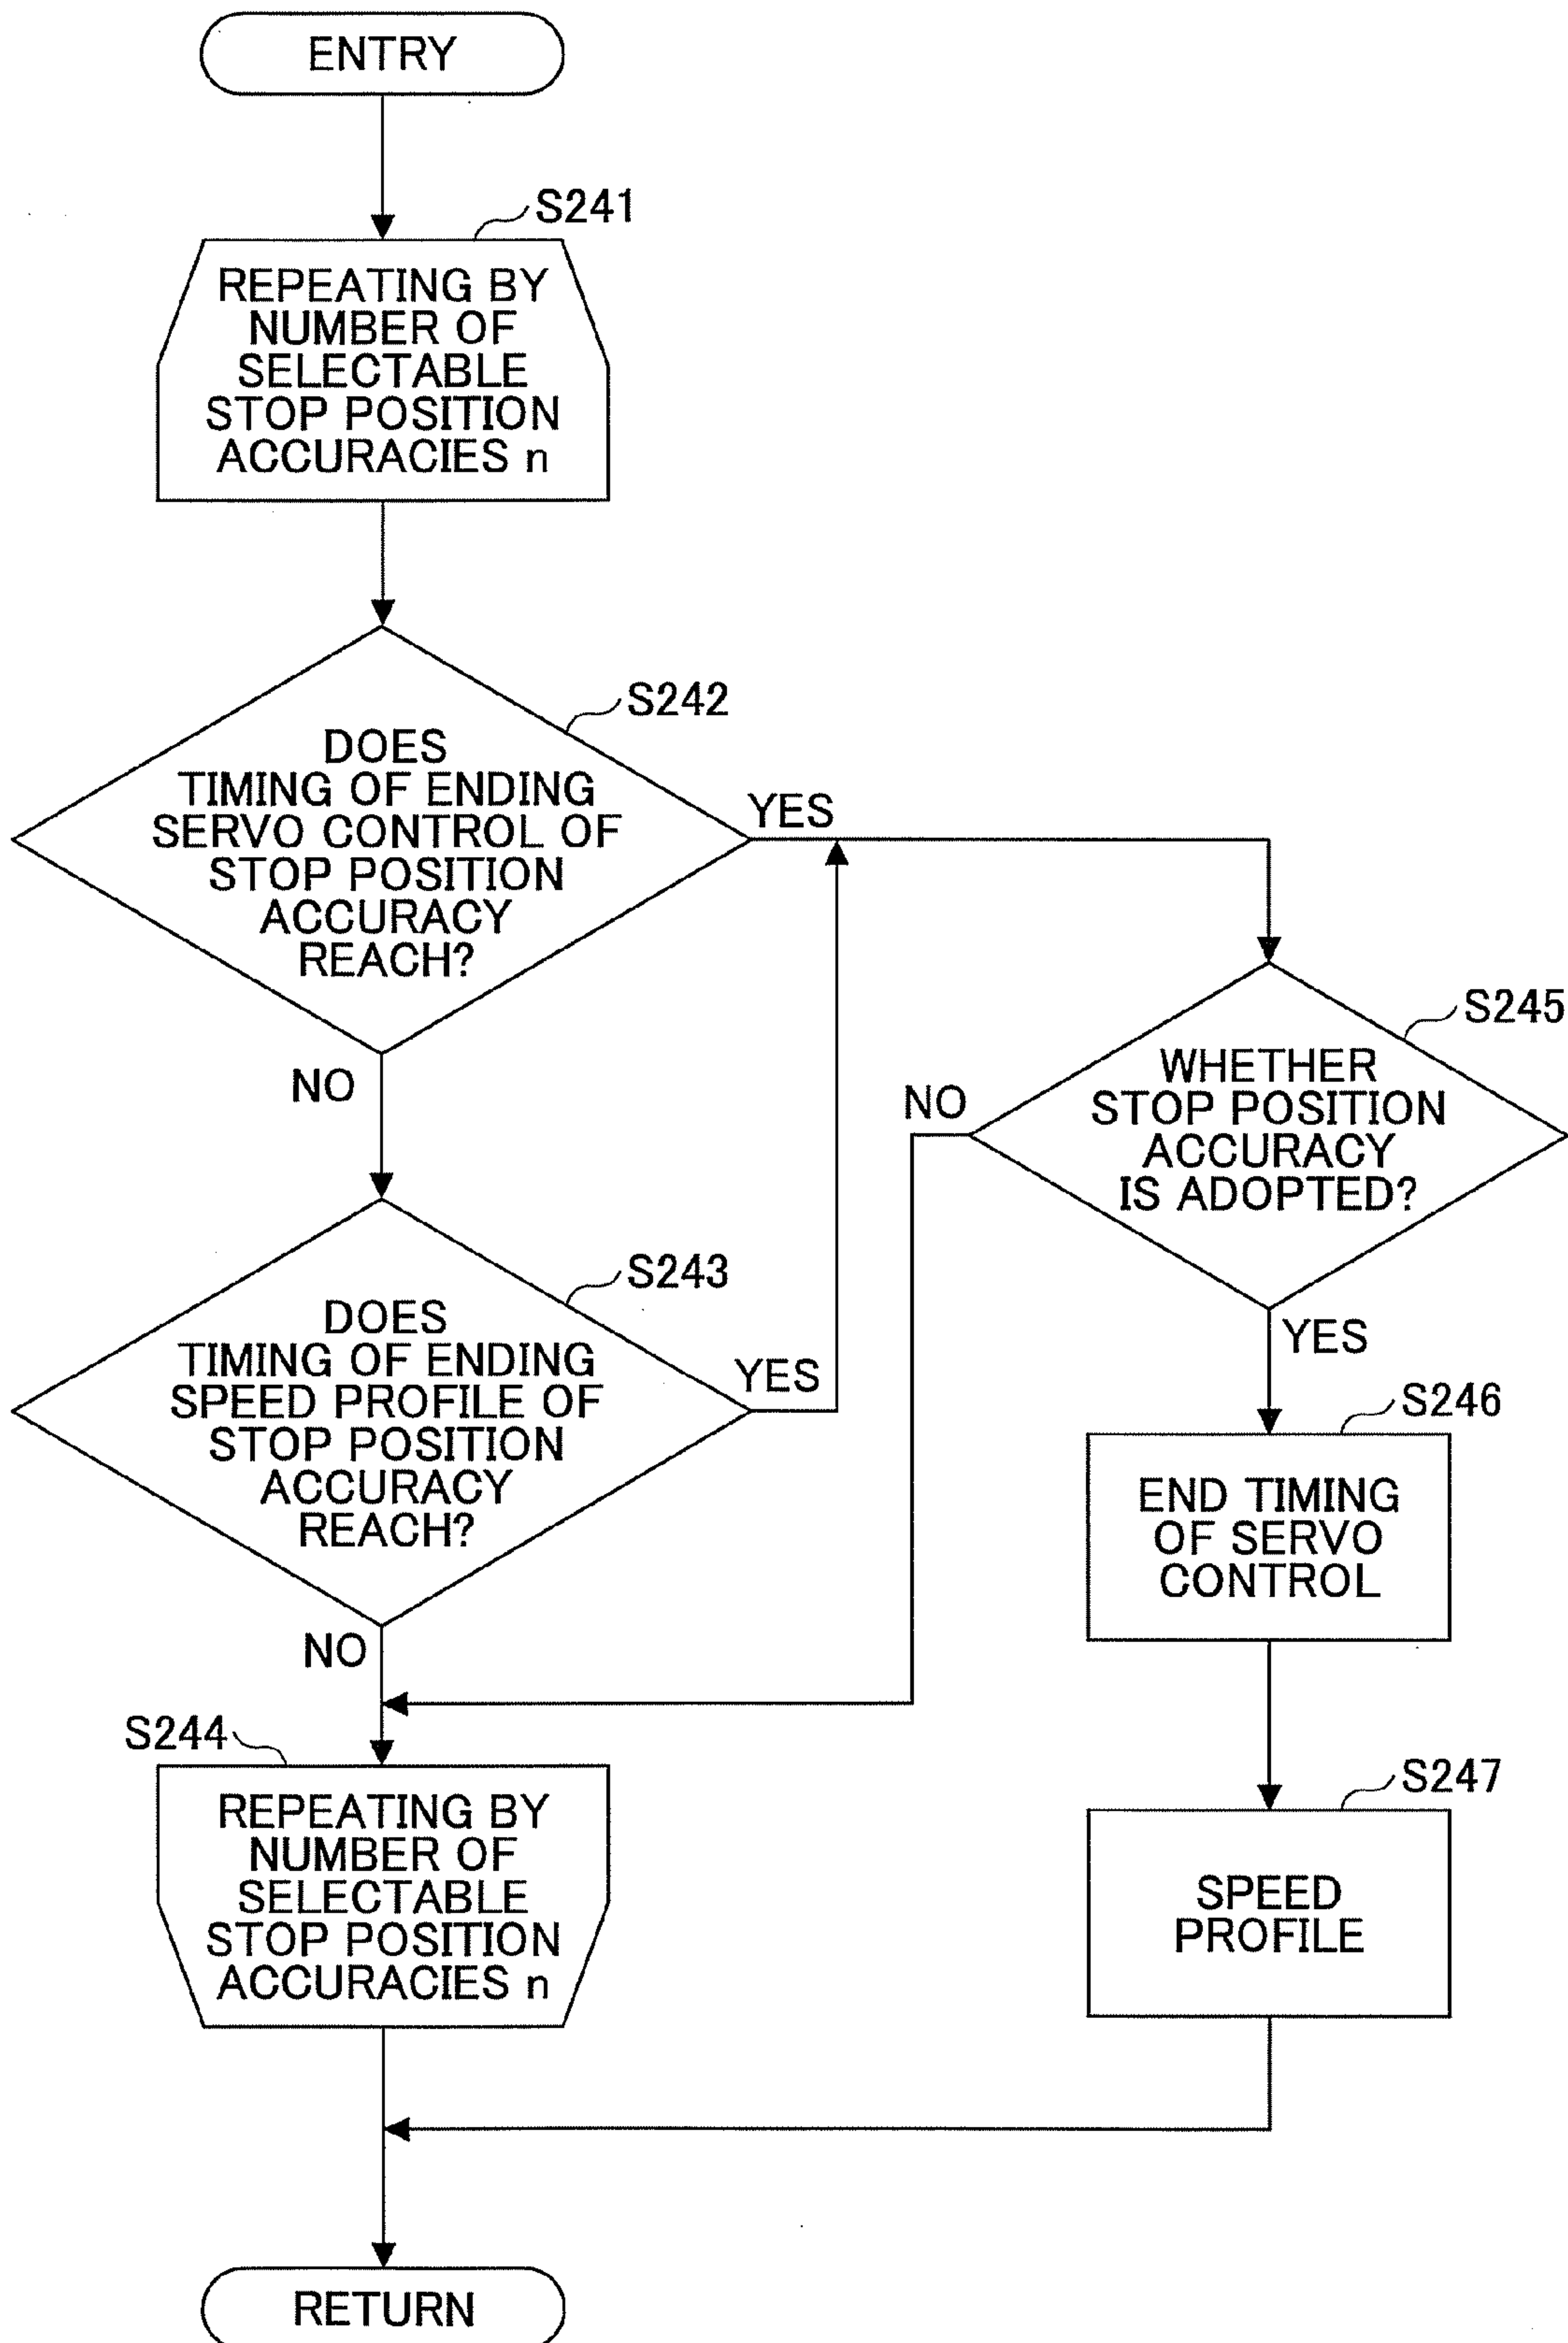 ENTRY
S241
REPEATING BY
NUMBER OF
SELECTABLE
STOP POSITION
ACCURACIES n
S242
DOES
TIMING OF ENDING
SERVO CONTROL OF
STOP POSITION
ACCURACY
REACH?
YES
NO
S243
DOES
TIMING OF ENDING
SPEED PROFILE OF
STOP POSITION
ACCURACY
REACH?
YES
NO
S244
REPEATING BY
NUMBER OF
SELECTABLE
STOP POSITION
ACCURACIES n
S245
WHETHER
STOP POSITION
ACCURACY
IS ADOPTED?
NO
YES
S246
END TIMING
OF SERVO
CONTROL
S247
SPEED
PROFILE
RETURN